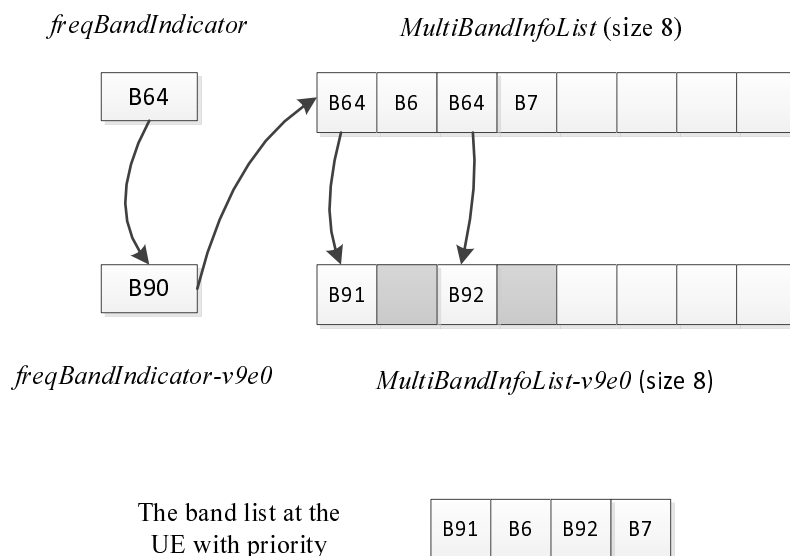 freqBandIndicator
MultiBandInfoList (size 8)
B64
B64 B6 B64 B7
B90
B91 B92
freqBandIndicator-v9e0
MultiBandInfoList-v9e0 (size 8)
The band list at the
UE with priority
B91 B6 B92 B7